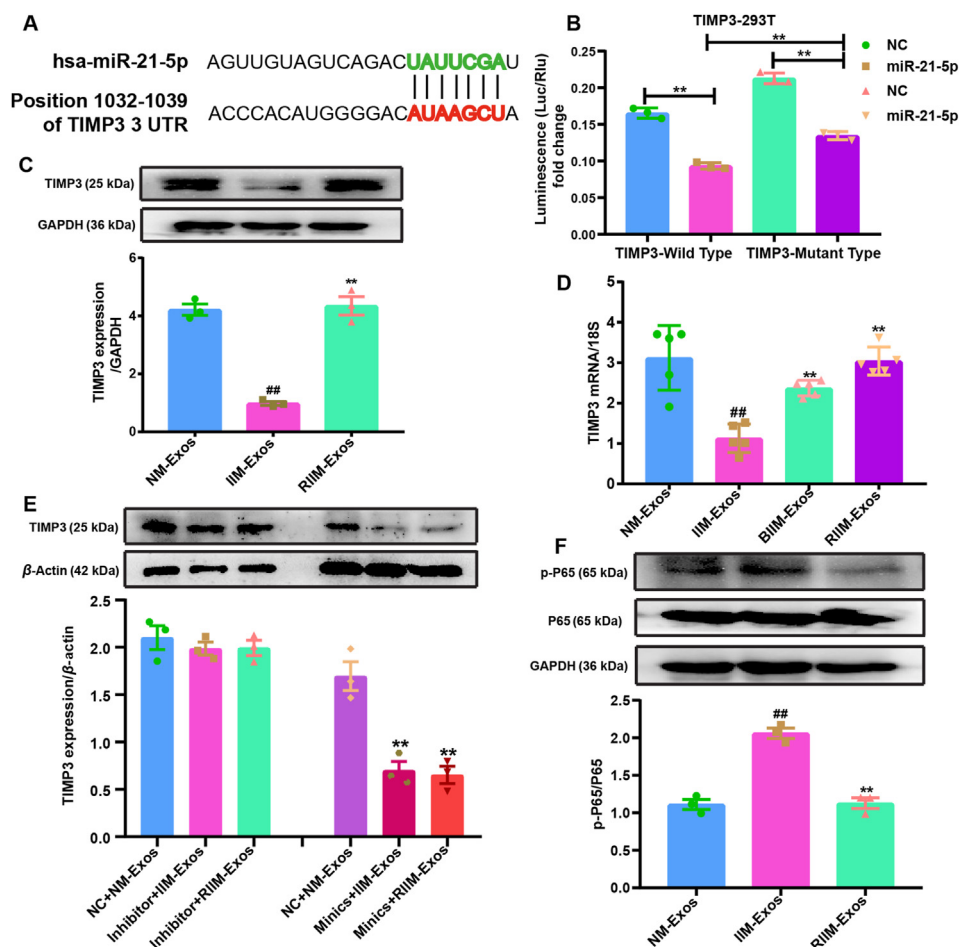 A
hsa-miR-21-5p AGUUGUAGUCAGACUAUUCGAU
Position 1032-1039
of TIMP3 3 UTR
ACCCACAUGGGGACAUAAGCUA
B
TIMP3-293T
**
**
**
Luminescence (Luc/Rlu)
fold change
0.25
0.20
0.15
0.10
0.05
0.00
TIMP3-Wild Type TIMP3-Mutant Type
NC
miR-21-5p
NC
miR-21-5p
C
TIMP3 (25 kDa)
GAPDH (36 kDa)
TIMP3 expression
/GAPDH
6
4
2
0
##
**
NM-Exos
IIM-Exos
RIIM-Exos
D
TIMP3 mRNA/18S
5
4
3
2
1
0
##
**
**
NM-Exos
IIM-Exos
BIIM-Exos
RIIM-Exos
E
TIMP3 (25 kDa)
β-Actin (42 kDa)
TIMP3 expression/β-actin
2.5
2.0
1.5
1.0
0.5
0.0
**
**
NC+NM-Exos
Inhibitor+IIM-Exos
Inhibitor+RIIM-Exos
NC+NM-Exos
Minics+IIM-Exos
Minics+RIIM-Exos
F
p-P65 (65 kDa)
P65 (65 kDa)
GAPDH (36 kDa)
p-P65/P65
2.5
2.0
1.5
1.0
0.5
0.0
##
**
NM-Exos
IIM-Exos
RIIM-Exos